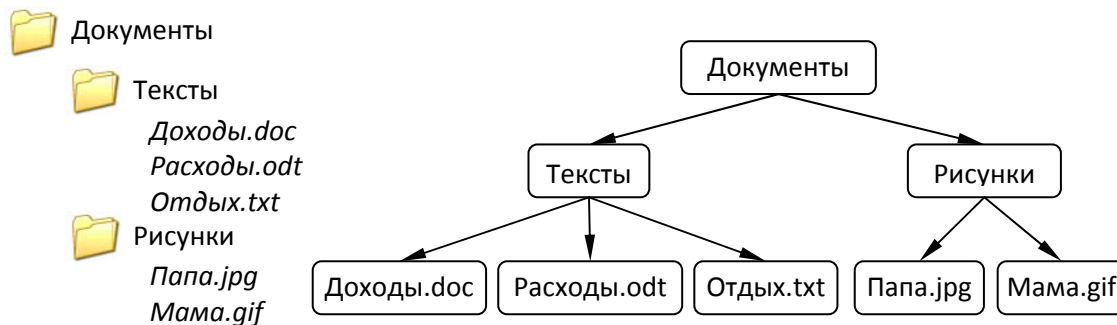 Документы
Тексты
Доходы.doc
Расходы.odt
Отдых.txt
Рисунки
Папа.jpg
Мама.gif
Документы
Тексты
Рисунки
Доходы.doc
Расходы.odt
Отдых.txt
Папа.jpg
Мама.gif